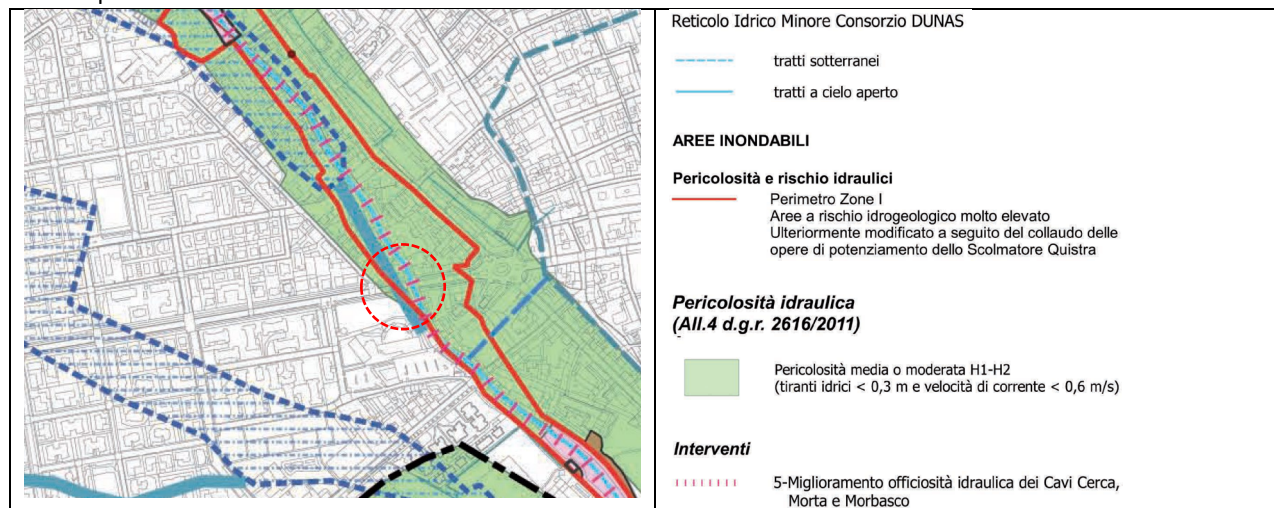 Reticolo Idrico Minore Consorzio DUNAS
tratti sotterranei
tratti a cielo aperto
AREE INONDABILI
Pericolosità e rischio idraulici
Perimetro Zone I
Aree a rischio idrogeologico molto elevato
Ulteriormente modificato a seguito del collaudo delle
opere di potenziamento dello Scolmatore Quistra
Pericolosità idraulica
(All.4 d.g.r. 2616/2011)
Pericolosità media o moderata H1-H2
(tiranti idrici < 0,3 m e velocità di corrente < 0,6 m/s)
Interventi
5-Miglioramento officiosità idraulica dei Cavi Cerca,
Morta e Morbasco